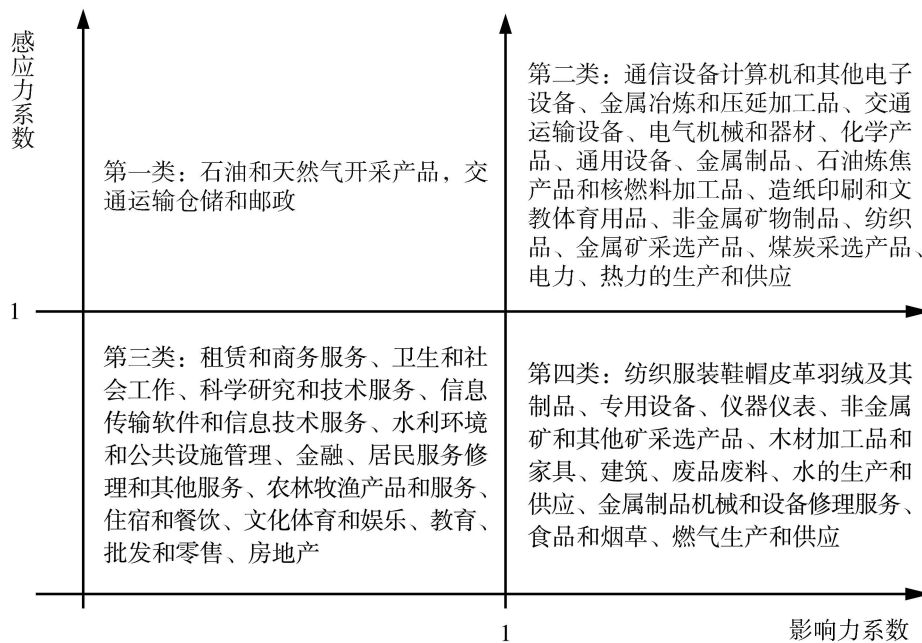 感应力系数
第一类：石油和天然气开采产品，交
通运输仓储和邮政
第二类：通信设备计算机和其他电子
设备、金属冶炼和压延加工品、交通
运输设备、电气机械和器材、化学产
品、通用设备、金属制品、石油炼焦
产品和核燃料加工品、造纸印刷和文
教体育用品、非金属矿物制品、纺织
品、金属矿采选产品、煤炭采选产品、
电力、热力的生产和供应
1
第三类：租赁和商务服务、卫生和社
会工作、科学研究和技术服务、信息
传输软件和信息技术服务、水利环境
和公共设施管理、金融、居民服务修
理和其他服务、农林牧渔产品和服务、
住宿和餐饮、文化体育和娱乐、教育、
批发和零售、房地产
第四类：纺织服装鞋帽皮革羽绒及其
制品、专用设备、仪器仪表、非金属
矿和其他矿采选产品、木材加工品和
家具、建筑、废品废料、水的生产和
供应、金属制品机械和设备修理服务、
食品和烟草、燃气生产和供应
1
影响力系数